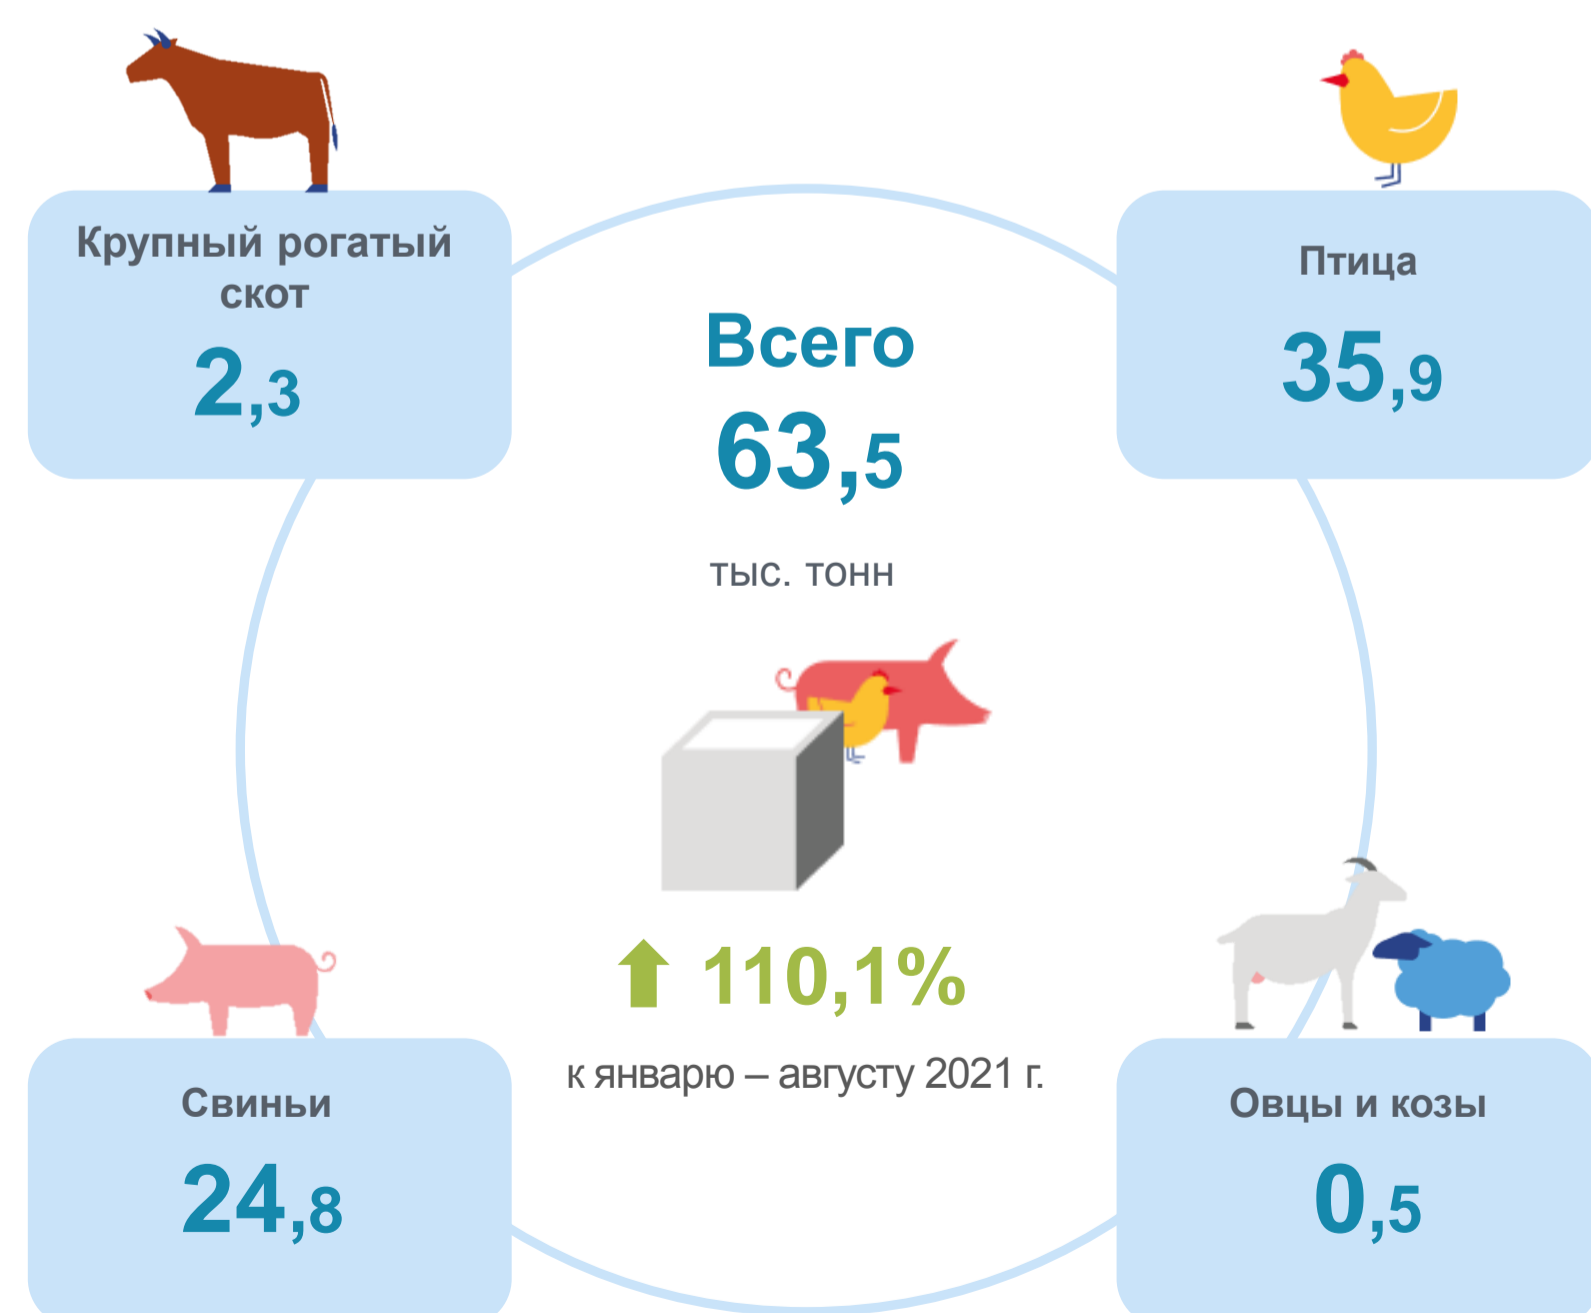 Крупный рогатый
скот
2,3
Птица
35,9
Всего
63,5
тыс. тонн
110,1%
к январю – августу 2021 г.
Свиньи
24,8
Овцы и козы
0,5